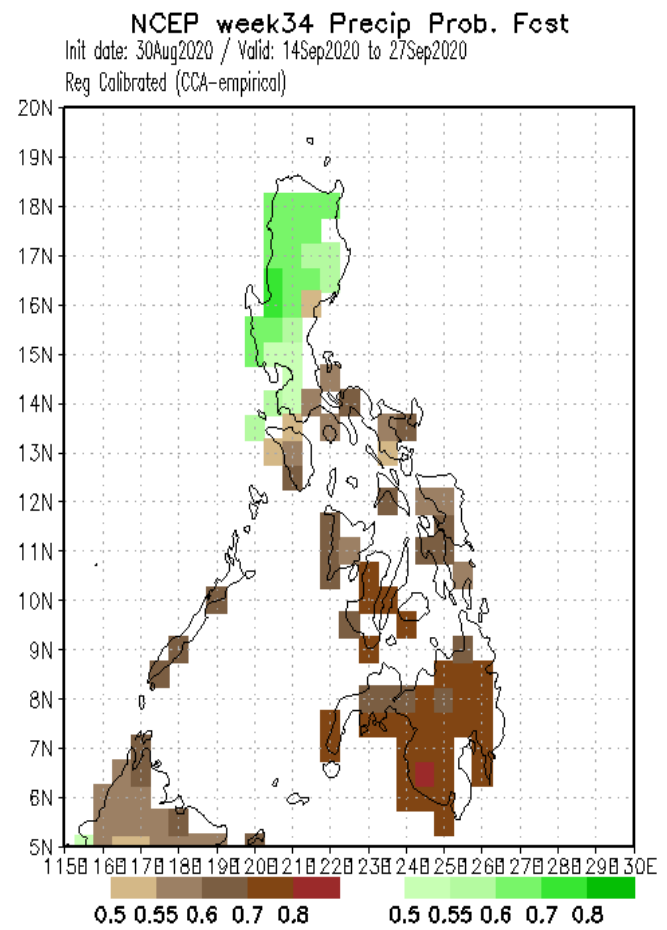 NCEP week34 Precip Prob. Fcst
Init date: 30Aug2020 / Valid: 14Sep2020 to 27Sep2020
Reg Calibrated (CCA-empirical)
20N
19N
18N
17N
16N
15N
14N
13N
12N
11N
10N
9N
8N
7N
6N
5N
115E 116E 117E 118E 119E 120E 121E 122E 123E 124E 125E 126E 127E 128E 129E 130E
0.5 0.55 0.6 0.7 0.8 0.5 0.55 0.6 0.7 0.8